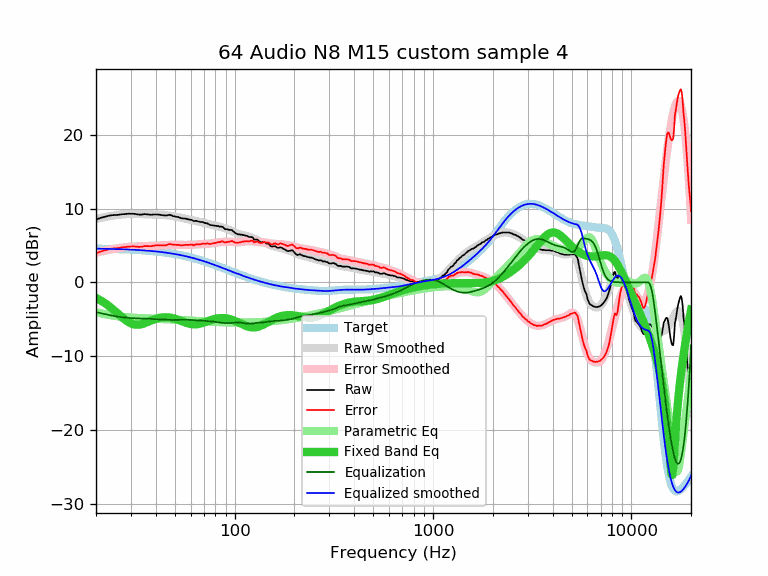 64 Audio N8 M15 custom sample 4
Amplitude (dBr)
20
10
0
−10
−20
−30
Target
Raw Smoothed
Error Smoothed
Raw
Error
Parametric Eq
Fixed Band Eq
Equalization
Equalized smoothed
100 1000 10000
Frequency (Hz)